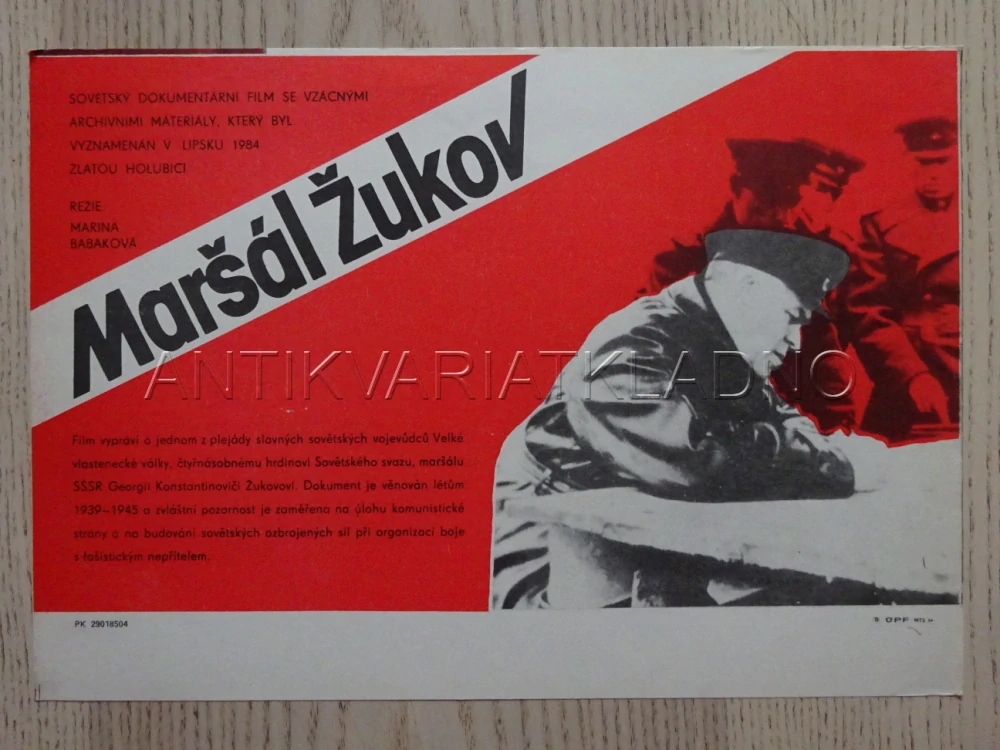 SOVĚTSKÝ DOKUMENTÁRNÍ FILM SE VZÁCNÝMI
ARCHIVNÍMI MATERIÁLY, KTERÝ BYL
VYZNAMENÁN V LIPSKU 1984
ZLATOU HOLUBICÍ
REŽIE:
MARINA
BABAKOVÁ
Maršál Žukov
ANTIKVARIATKLADNO
Film vypráví o jednom z plejády slavných sovětských vojevůdců Velké
vlastenecké války, čtyřnásobnému hrdinovi Sovětského svazu, maršálu
SSSR Georgii Konstantinoviči Žukovovi. Dokument je věnován létům
1939–1945 a zvláštní pozornost je zaměřena na úlohu komunistické
strany a na budování sovětských ozbrojených sil při organizaci boje
s fašistickým nepřítelem.
PK 29018504
ÚPF